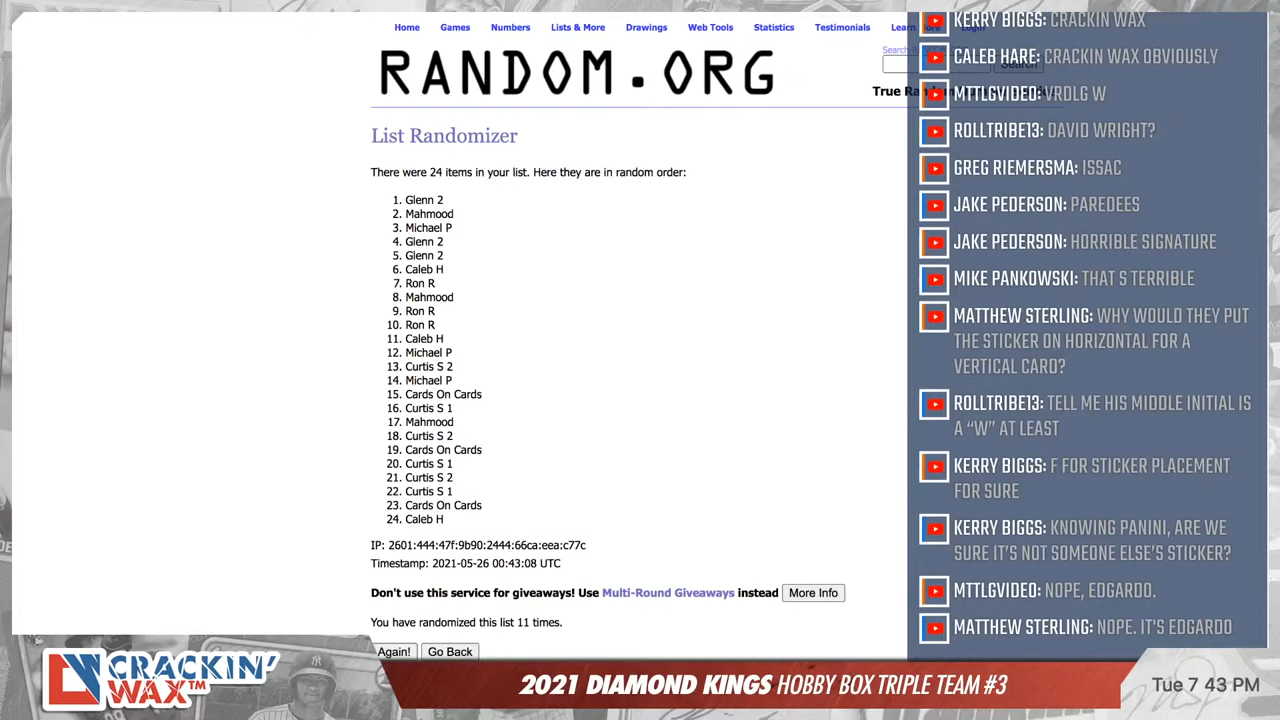 Home Games Numbers Lists & More Drawings Web Tools Statistics Testimonials Learn More Login
RANDOM.ORG
Search
True Ran
List Randomizer
There were 24 items in your list. Here they are in random order:
1. Glenn 2
2. Mahmood
3. Michael P
4. Glenn 2
5. Glenn 2
6. Caleb H
7. Ron R
8. Mahmood
9. Ron R
10. Ron R
11. Caleb H
12. Michael P
13. Curtis S 2
14. Michael P
15. Cards On Cards
16. Curtis S 1
17. Mahmood
18. Curtis S 2
19. Cards On Cards
20. Curtis S 1
21. Curtis S 2
22. Curtis S 1
23. Cards On Cards
24. Caleb H
IP: 2601:444:47f:9b90:2444:66ca:eea:c77c
Timestamp: 2021-05-26 00:43:08 UTC
Don't use this service for giveaways! Use Multi-Round Giveaways instead More Info
You have randomized this list 11 times.
Again! Go Back
KERRY BIGGS: CRACKIN WAX
CALEB HARE: CRACKIN WAX OBVIOUSLY
MTTLGVIDEO: VRDLG W
ROLLTRIBE13: DAVID WRIGHT?
GREG RIEMERSMA: ISSAC
JAKE PEDERSON: PAREDEES
JAKE PEDERSON: HORRIBLE SIGNATURE
MIKE PANKOWSKI: THAT S TERRIBLE
MATTHEW STERLING: WHY WOULD THEY PUT
THE STICKER ON HORIZONTAL FOR A
VERTICAL CARD?
ROLLTRIBE13: TELL ME HIS MIDDLE INITIAL IS
A “W” AT LEAST
KERRY BIGGS: F FOR STICKER PLACEMENT
FOR SURE
KERRY BIGGS: KNOWING PANINI, ARE WE
SURE IT’S NOT SOMEONE ELSE’S STICKER?
MTTLGVIDEO: NOPE, EDGARDO.
MATTHEW STERLING: NOPE. IT'S EDGARDO
CRACKIN’
WAX™
2021 DIAMOND KINGS HOBBY BOX TRIPLE TEAM #3
Tue 7 43 PM